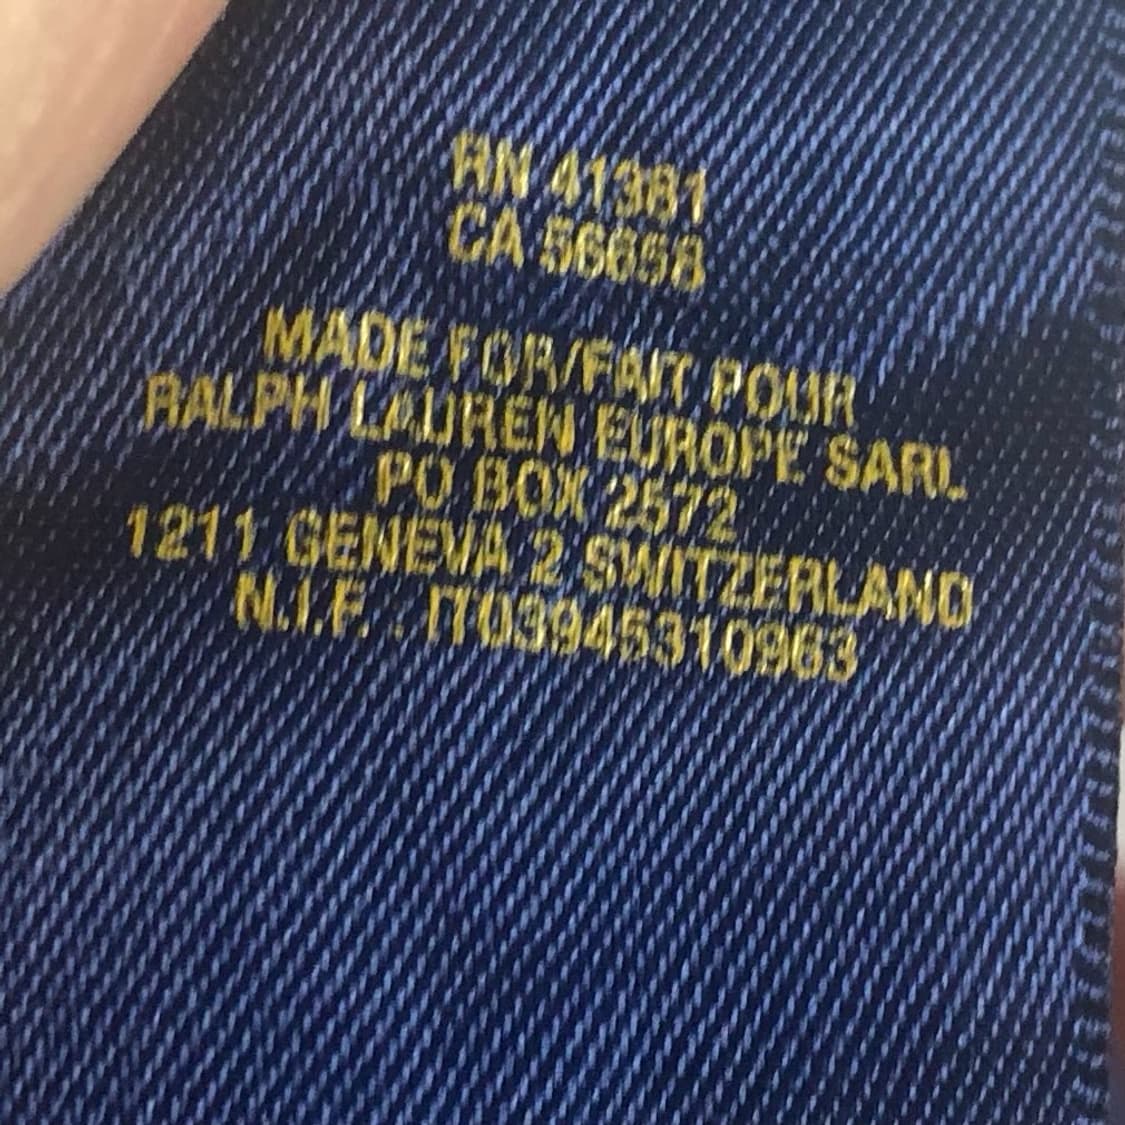 RN 41381
CA 56658
MADE FOR/FAIT POUR
RALPH LAUREN EUROPE SARL
PO BOX 2572
1211 GENEVA 2 SWITZERLAND
N.I.F. . IT03945310963